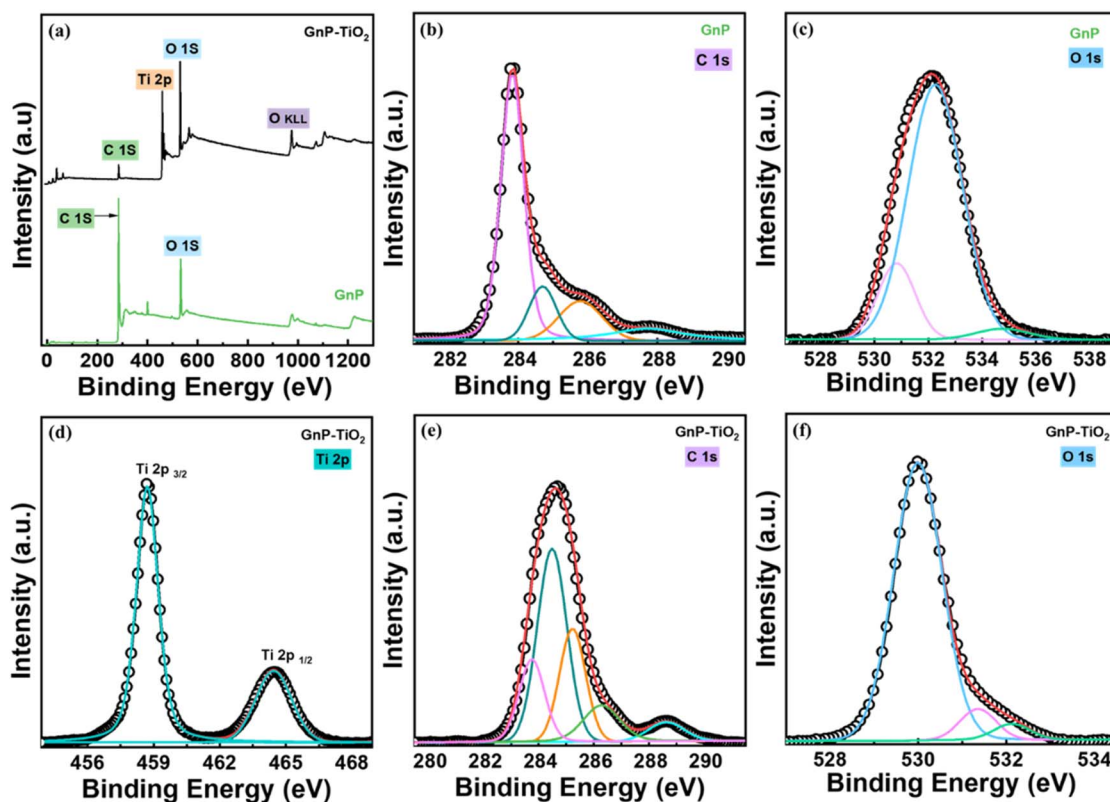 (a)
GnP-TiO₂
O 1S
Ti 2p
O KLL
C 1S
C 1S
O 1S
GnP
Intensity (a.u)
0 200 400 600 800 1000 1200
Binding Energy (eV)
(b)
GnP
C 1s
Intensity (a.u.)
282 284 286 288 290
Binding Energy (eV)
(c)
GnP
O 1s
Intensity (a.u.)
528 530 532 534 536 538
Binding Energy (eV)
(d)
GnP-TiO₂
Ti 2p
Ti 2p 3/2
Ti 2p 1/2
Intensity (a.u.)
456 459 462 465 468
Binding Energy (eV)
(e)
GnP-TiO₂
C 1s
Intensity (a.u.)
280 282 284 286 288 290
Binding Energy (eV)
(f)
GnP-TiO₂
O 1s
Intensity (a.u.)
528 530 532 534
Binding Energy (eV)